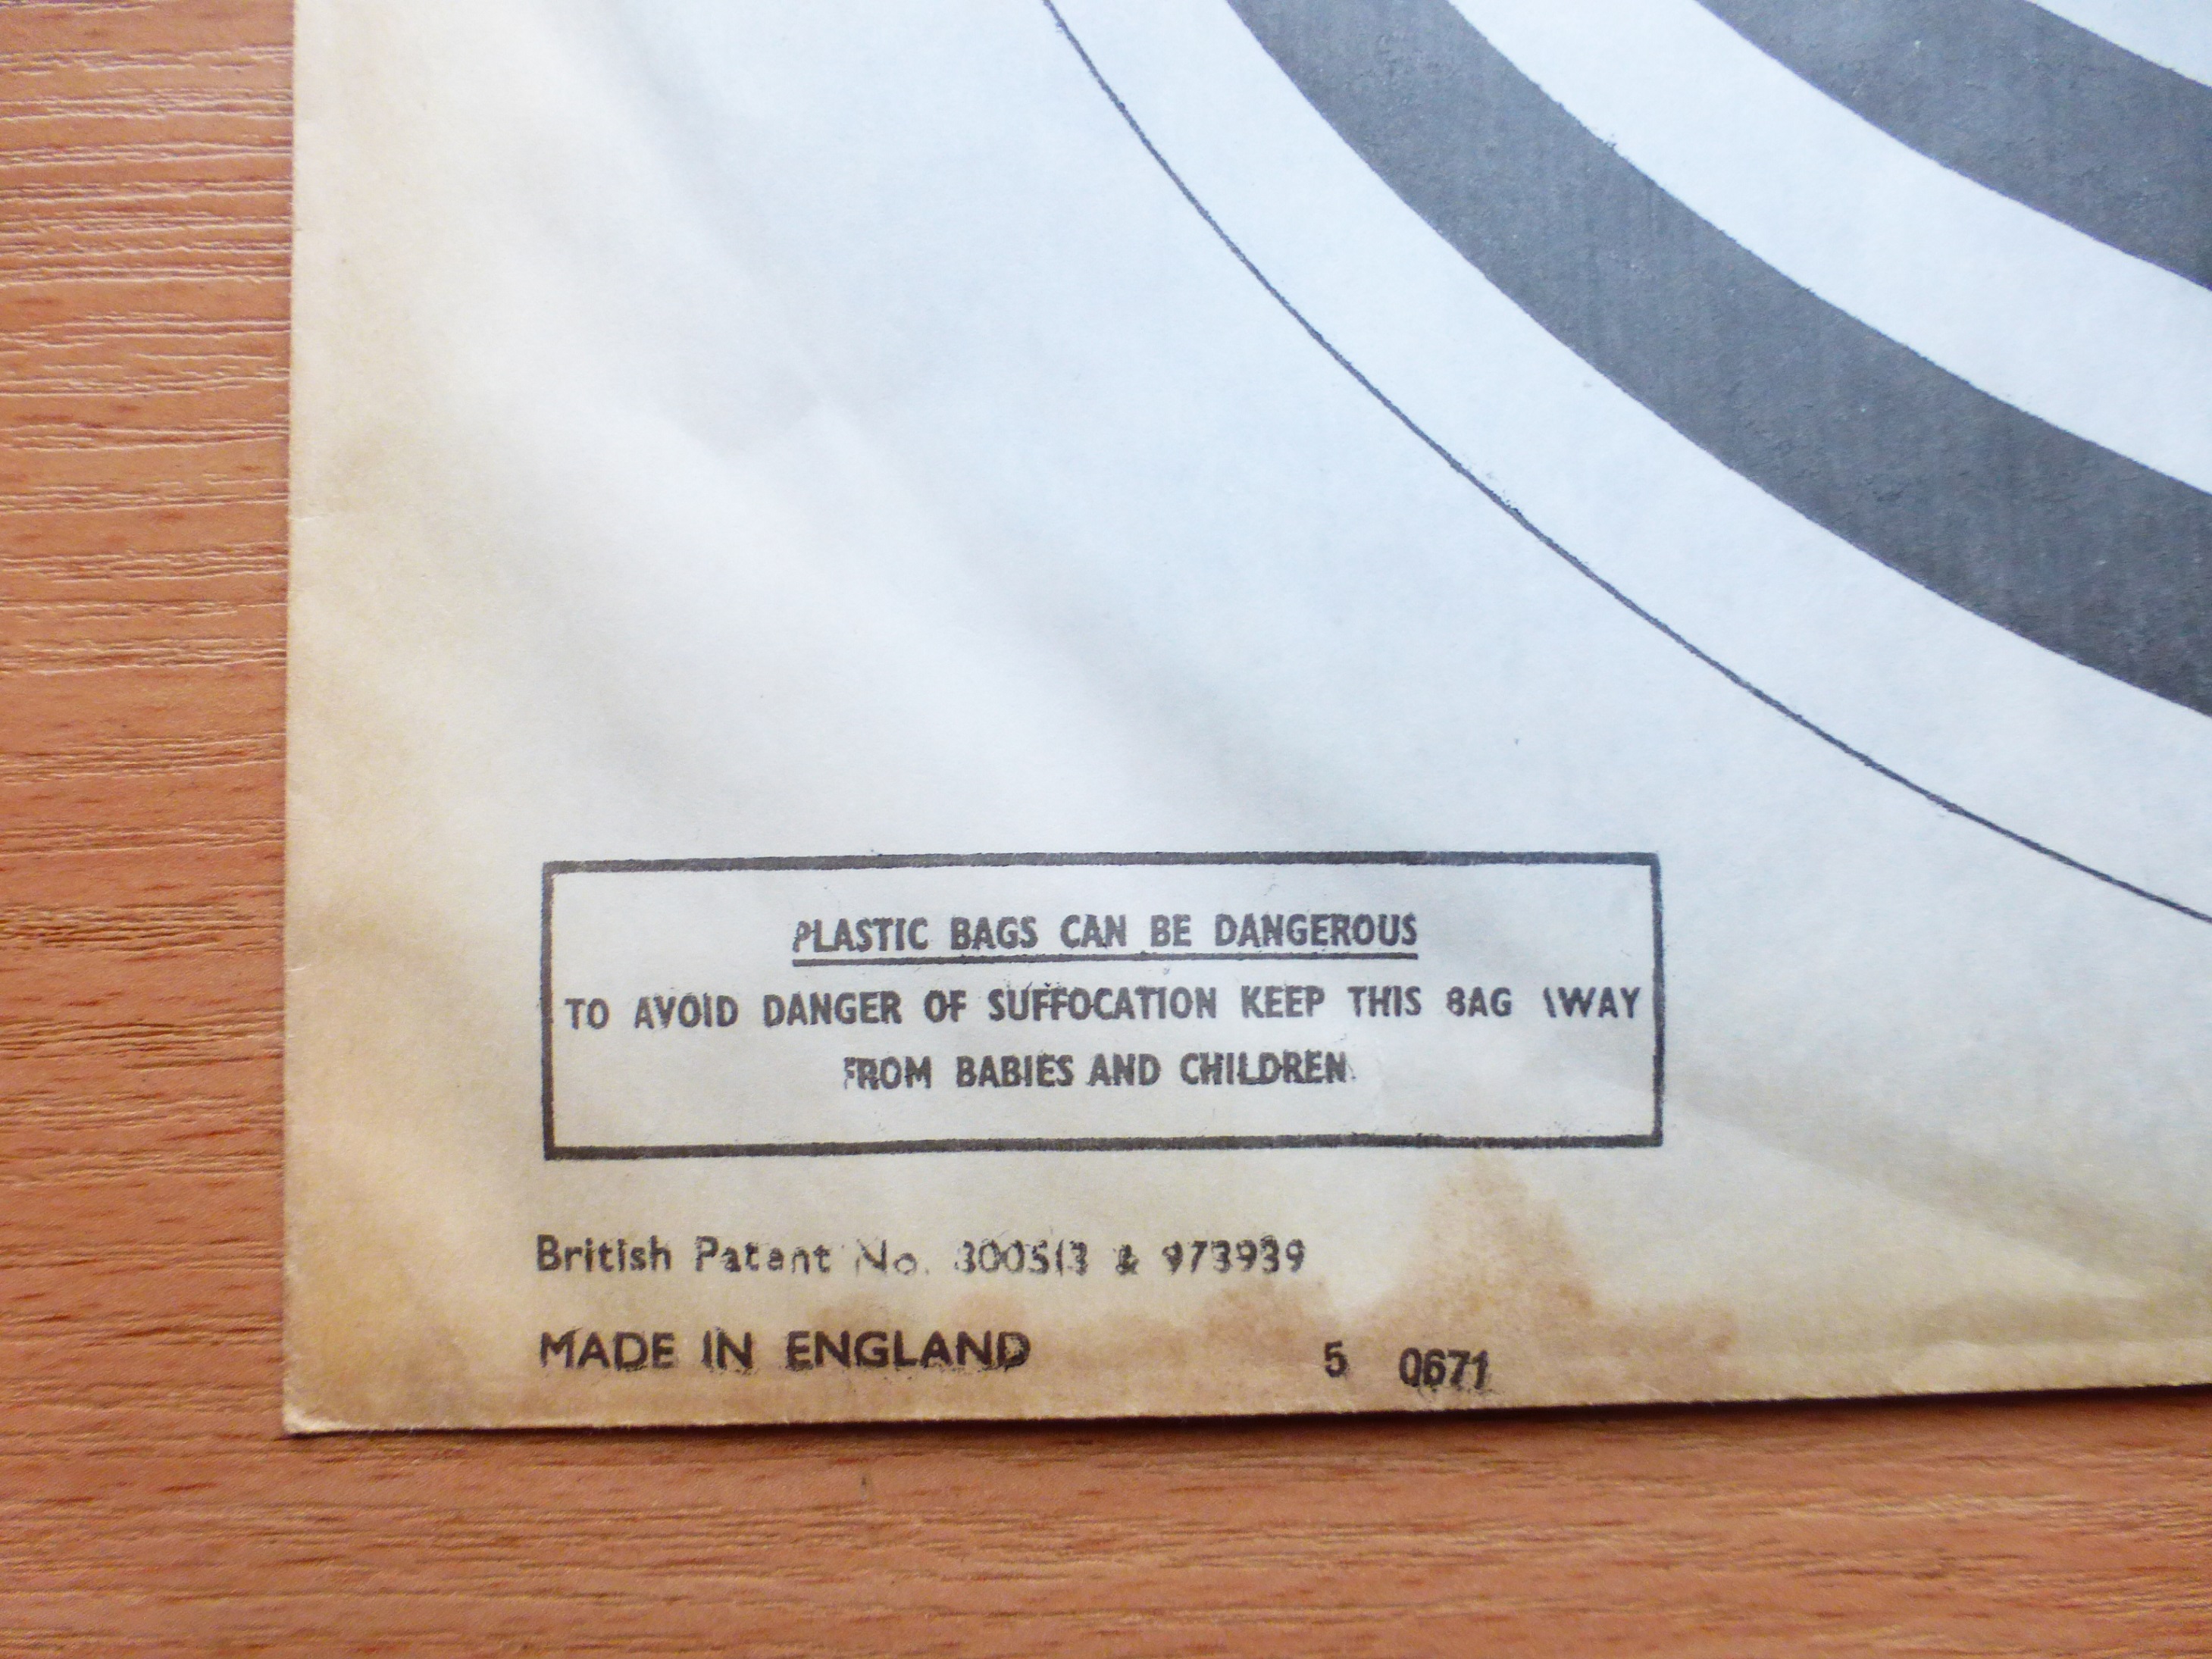 PLASTIC BAGS CAN BE DANGEROUS
TO AVOID DANGER OF SUFFOCATION KEEP THIS BAG AWAY
FROM BABIES AND CHILDREN.
British Patent No. & 973939
MADE IN ENGLAND 5 0671